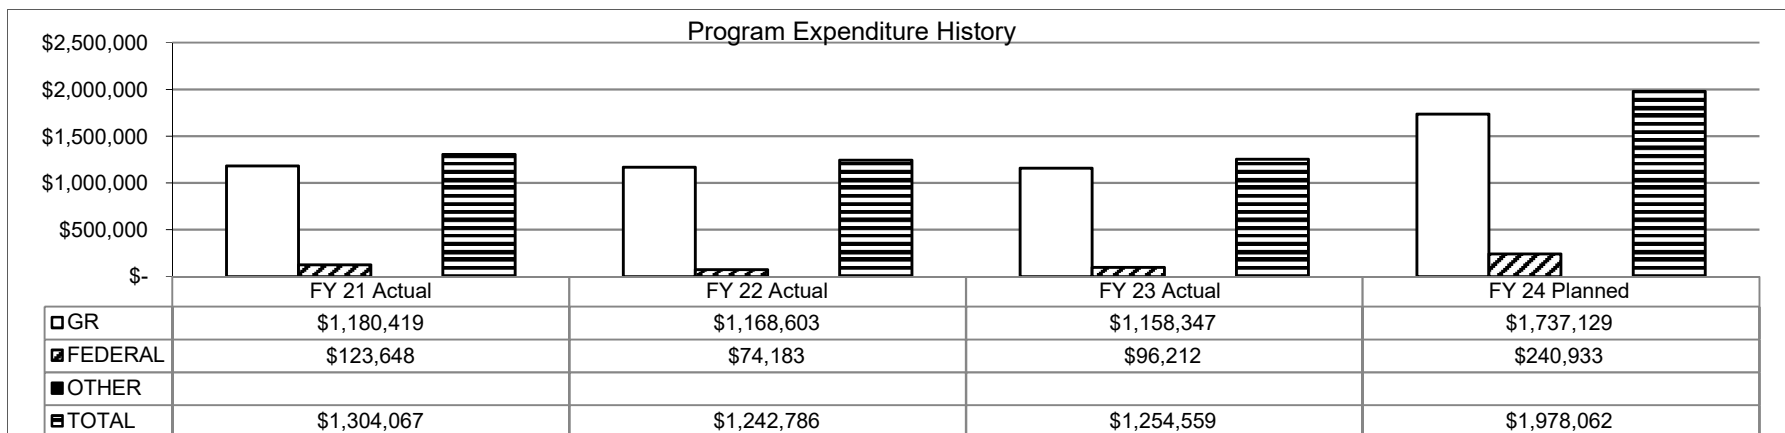 Program Expenditure History
$2,500,000
$2,000,000
$1,500,000
$1,000,000
$500,000
$-
FY 21 Actual FY 22 Actual FY 23 Actual FY 24 Planned
GR $1,180,419 $1,168,603 $1,158,347 $1,737,129
FEDERAL $123,648 $74,183 $96,212 $240,933
OTHER
TOTAL $1,304,067 $1,242,786 $1,254,559 $1,978,062